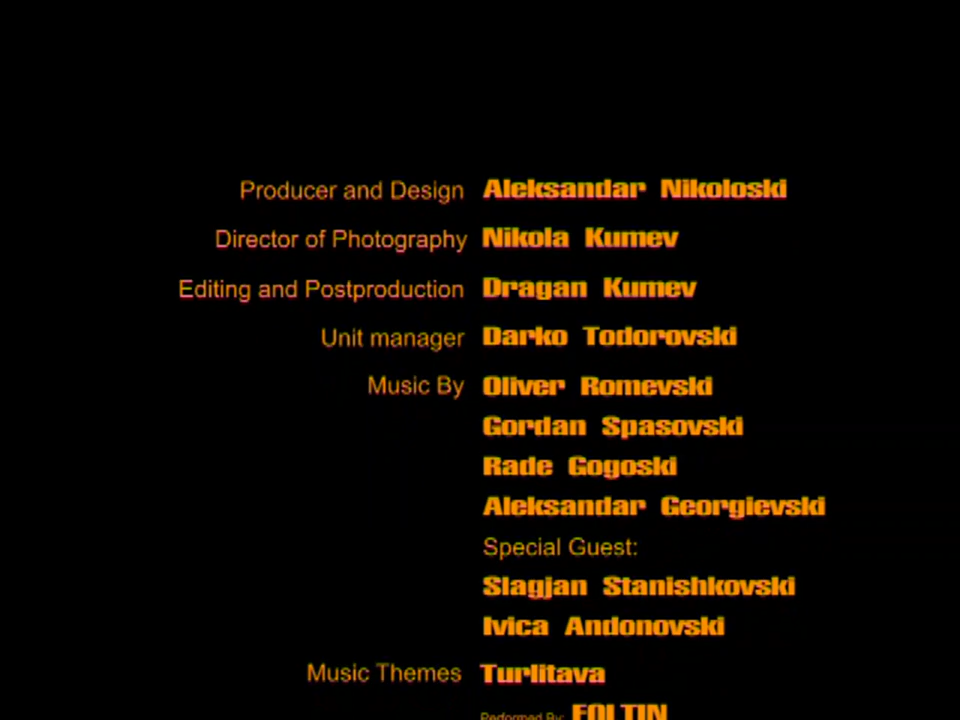 Producer and Design Aleksandar Nikoloski
Director of Photography Nikola Kumev
Editing and Postproduction Dragan Kumev
Unit manager Darko Todorovski
Music By Oliver Romevski
Gordan Spasovski
Rade Gogoski
Aleksandar Georgievski
Special Guest:
Slagjan Stanishkovski
Ivica Andonovski
Music Themes Turlitava
Performed By: FOLTIN